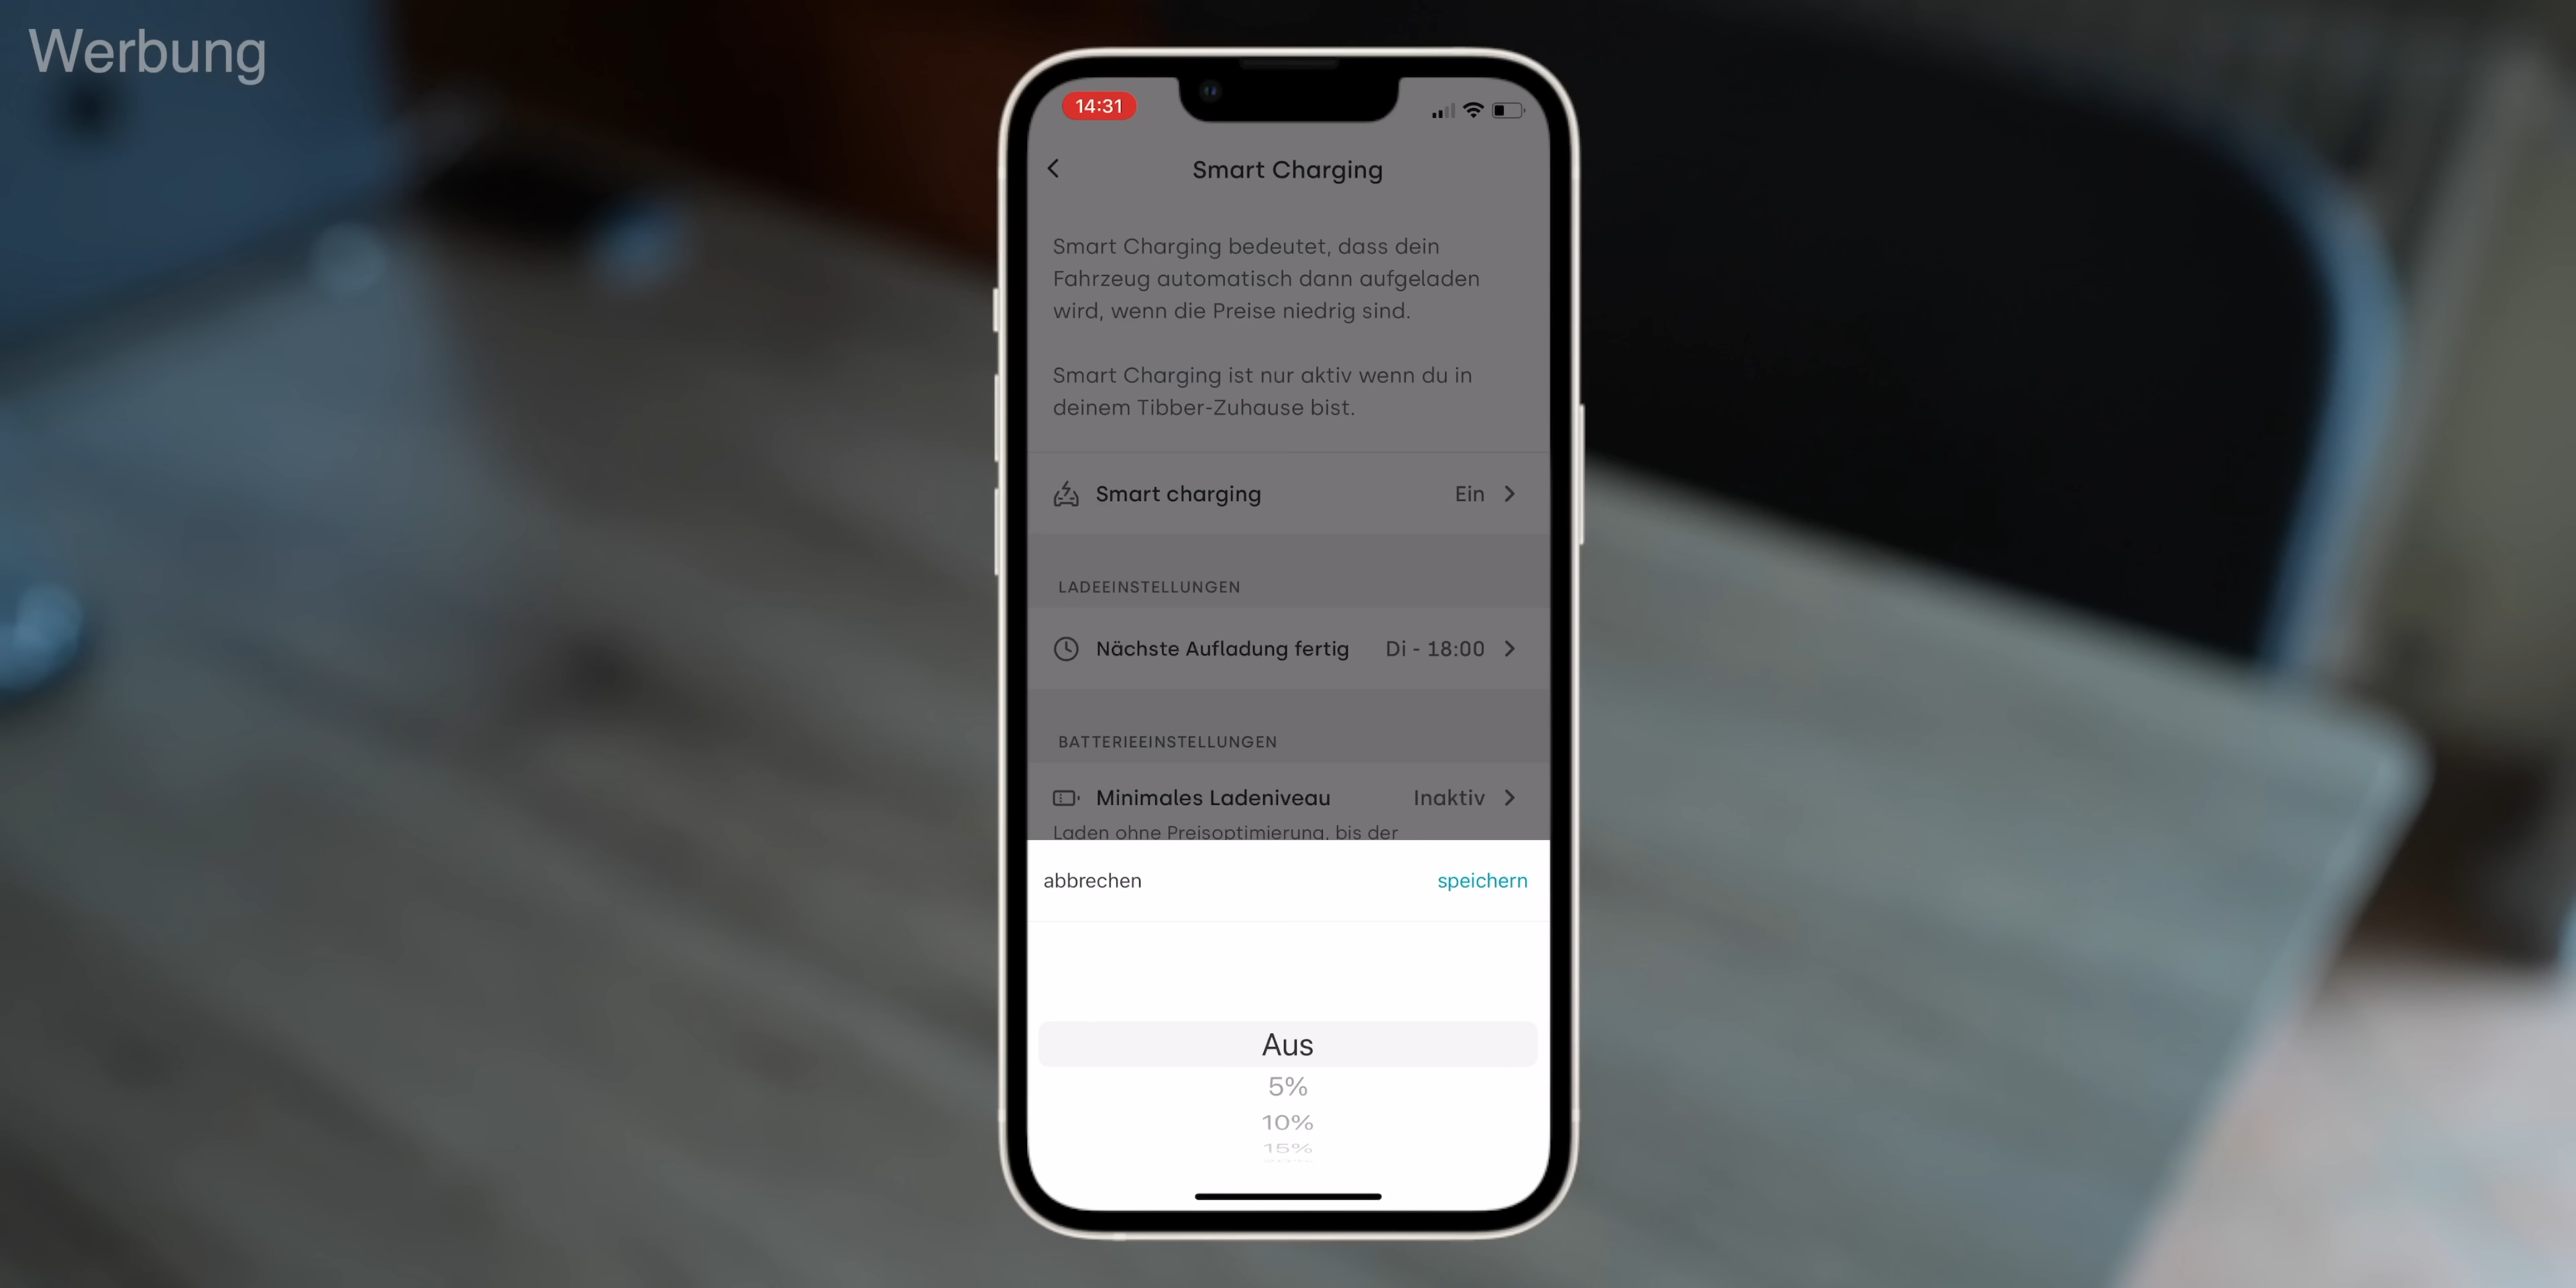 Werbung
14:31
Smart Charging
Smart Charging bedeutet, dass dein
Fahrzeug automatisch dann aufgeladen
wird, wenn die Preise niedrig sind.
Smart Charging ist nur aktiv wenn du in
deinem Tibber-Zuhause bist.
Smart charging Ein
LADEEINSTELLUNGEN
Nächste Aufladung fertig Di - 18:00
BATTERIEEINSTELLUNGEN
Minimales Ladeniveau Inaktiv
Laden ohne Preisoptimierung, bis der
abbrechen speichern
Aus
5%
10%
15%